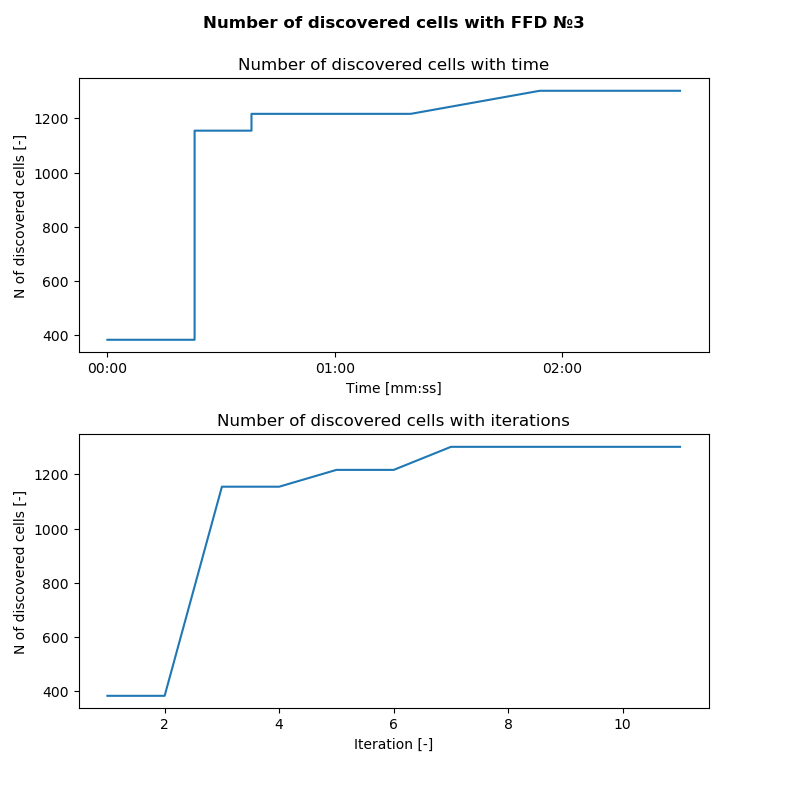 Number of discovered cells with FFD №3
Number of discovered cells with time
N of discovered cells [-]
1200
1000
800
600
400
00:00 01:00 02:00
Time [mm:ss]
Number of discovered cells with iterations
N of discovered cells [-]
1200
1000
800
600
400
2 4 6 8 10
Iteration [-]